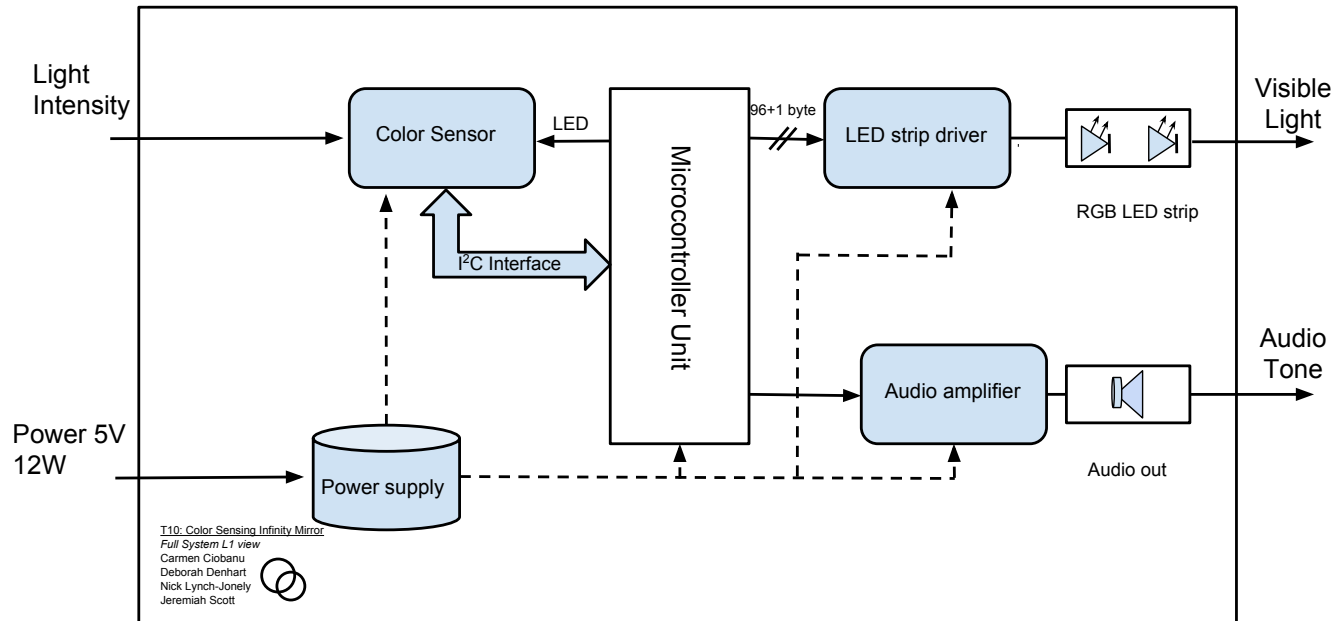 Light
Intensity
Color Sensor
LED
96+1 byte
LED strip driver
Visible
Light
RGB LED strip
I²C Interface
Microcontroller
Unit
Audio
Tone
Audio amplifier
Power 5V
12W
Power supply
Audio out
T10: Color Sensing Infinity Mirror
Full System L1 view
Carmen Ciobanu
Deborah Denhart
Nick Lynch-Jonely
Jeremiah Scott